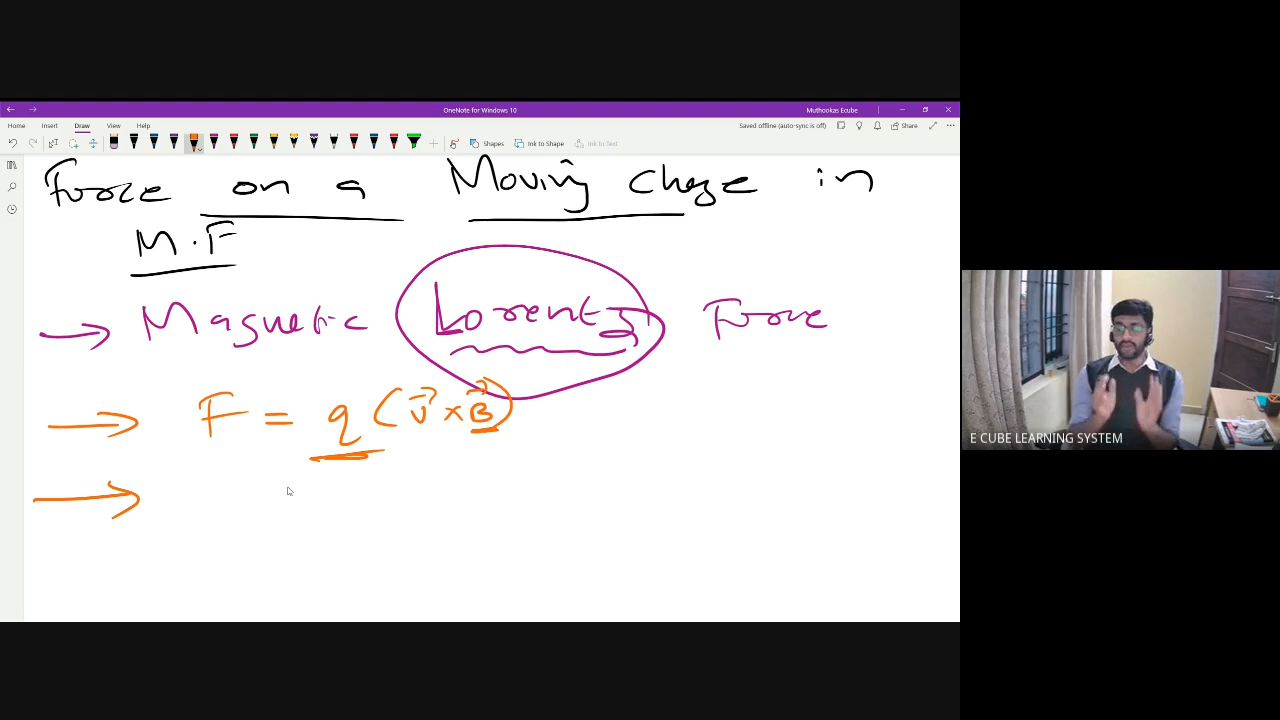 OneNote for Windows 10
Muthookas Ecube
Home Insert Draw View Help
Saved offline (auto-sync is off)
Share
Shapes
Ink to Shape
Ink to Text
Force on a Moving Charge in
M.F
→ Magnetic Lorentz Force
→ F = q (v⃗ × B⃗)
→
E CUBE LEARNING SYSTEM